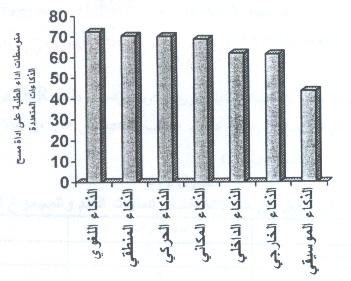 متوسطات اداء الطلبة على اداة مسح
الذكاءات المتعددة
80
70
60
50
40
30
20
10
0
الذكاء اللغوي
الذكاء المنطقي
الذكاء الحركي
الذكاء المكاني
الذكاء الداخلي
الذكاء الخارجي
الذكاء الموسيقي